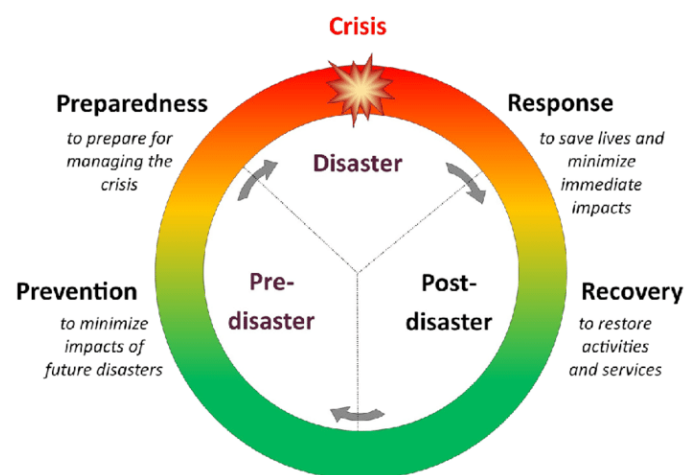 Crisis
Preparedness
to prepare for
managing the
crisis
Response
to save lives and
minimize
immediate
impacts
Disaster
Prevention
to minimize
impacts of
future disasters
Pre-
disaster
Post-
disaster
Recovery
to restore
activities
and services